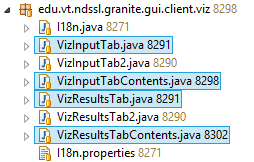 edu.vt.ndssl.granite.gui.client.viz 8298
I18n.java 8271
VizInputTab.java 8291
VizInputTab2.java 8290
VizInputTabContents.java 8298
VizResultsTab.java 8291
VizResultsTab2.java 8290
VizResultsTabContents.java 8302
I18n.properties 8271